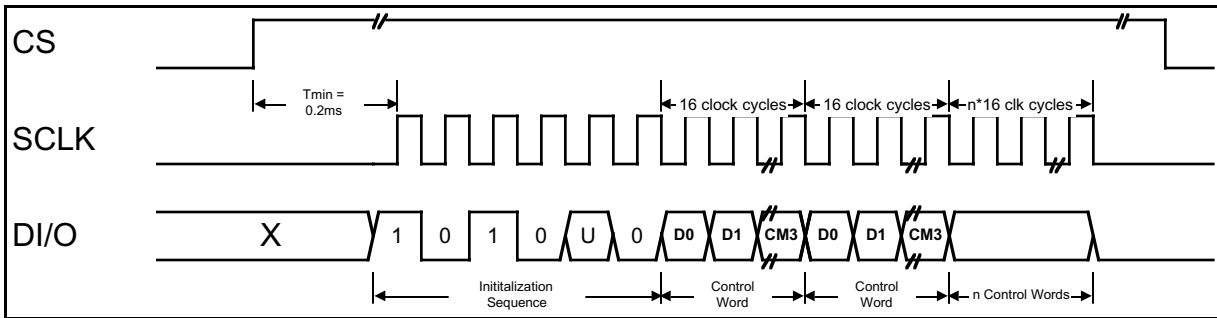 CS
Tmin =
0.2ms
16 clock cycles
16 clock cycles
n*16 clk cycles
SCLK
DI/O
X
1
0
1
0
U
0
D0
D1
CM3
D0
D1
CM3
Inititalization
Sequence
Control
Word
Control
Word
n Control Words